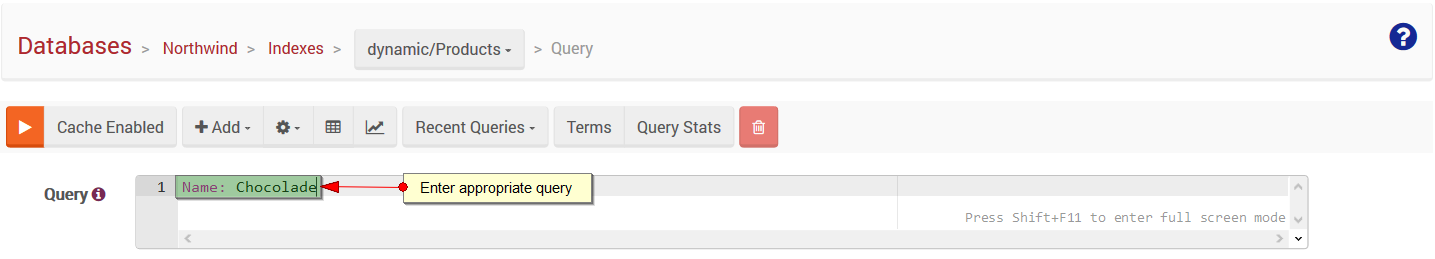 Databases > Northwind > Indexes > dynamic/Products > Query
Cache Enabled Add Recent Queries Terms Query Stats
Query 1 Name: Chocolade Enter appropriate query
Press Shift+F11 to enter full screen mode